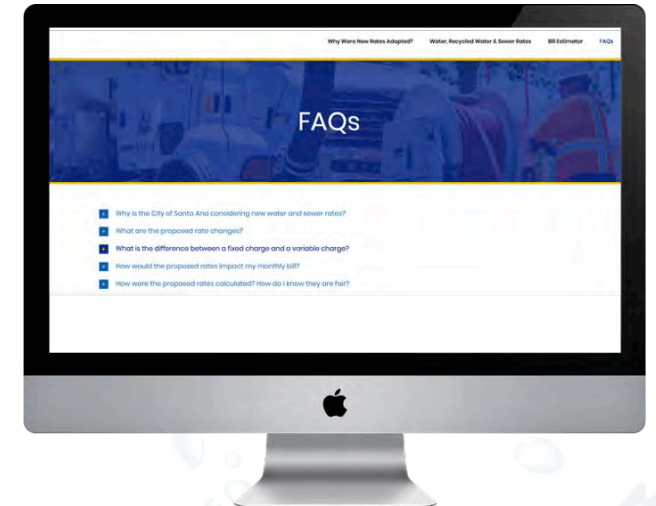 Why Were New Rates Adopted? Water, Recycled Water & Sewer Rates Bill Estimator FAQs
FAQs
Why is the City of Santa Ana considering new water and sewer rates?
What are the proposed rate changes?
What is the difference between a fixed charge and a variable charge?
How would the proposed rates impact my monthly bill?
How were the proposed rates calculated? How do I know they are fair?